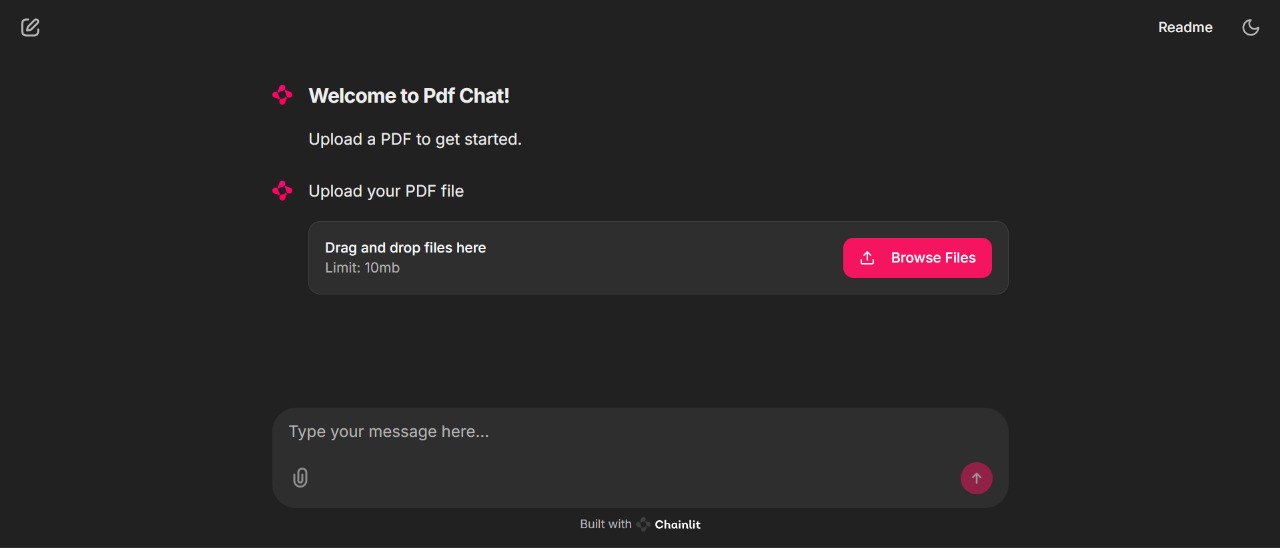 Readme
Welcome to Pdf Chat!
Upload a PDF to get started.
Upload your PDF file
Drag and drop files here
Limit: 10mb
Browse Files
Type your message here...
Built with Chainlit